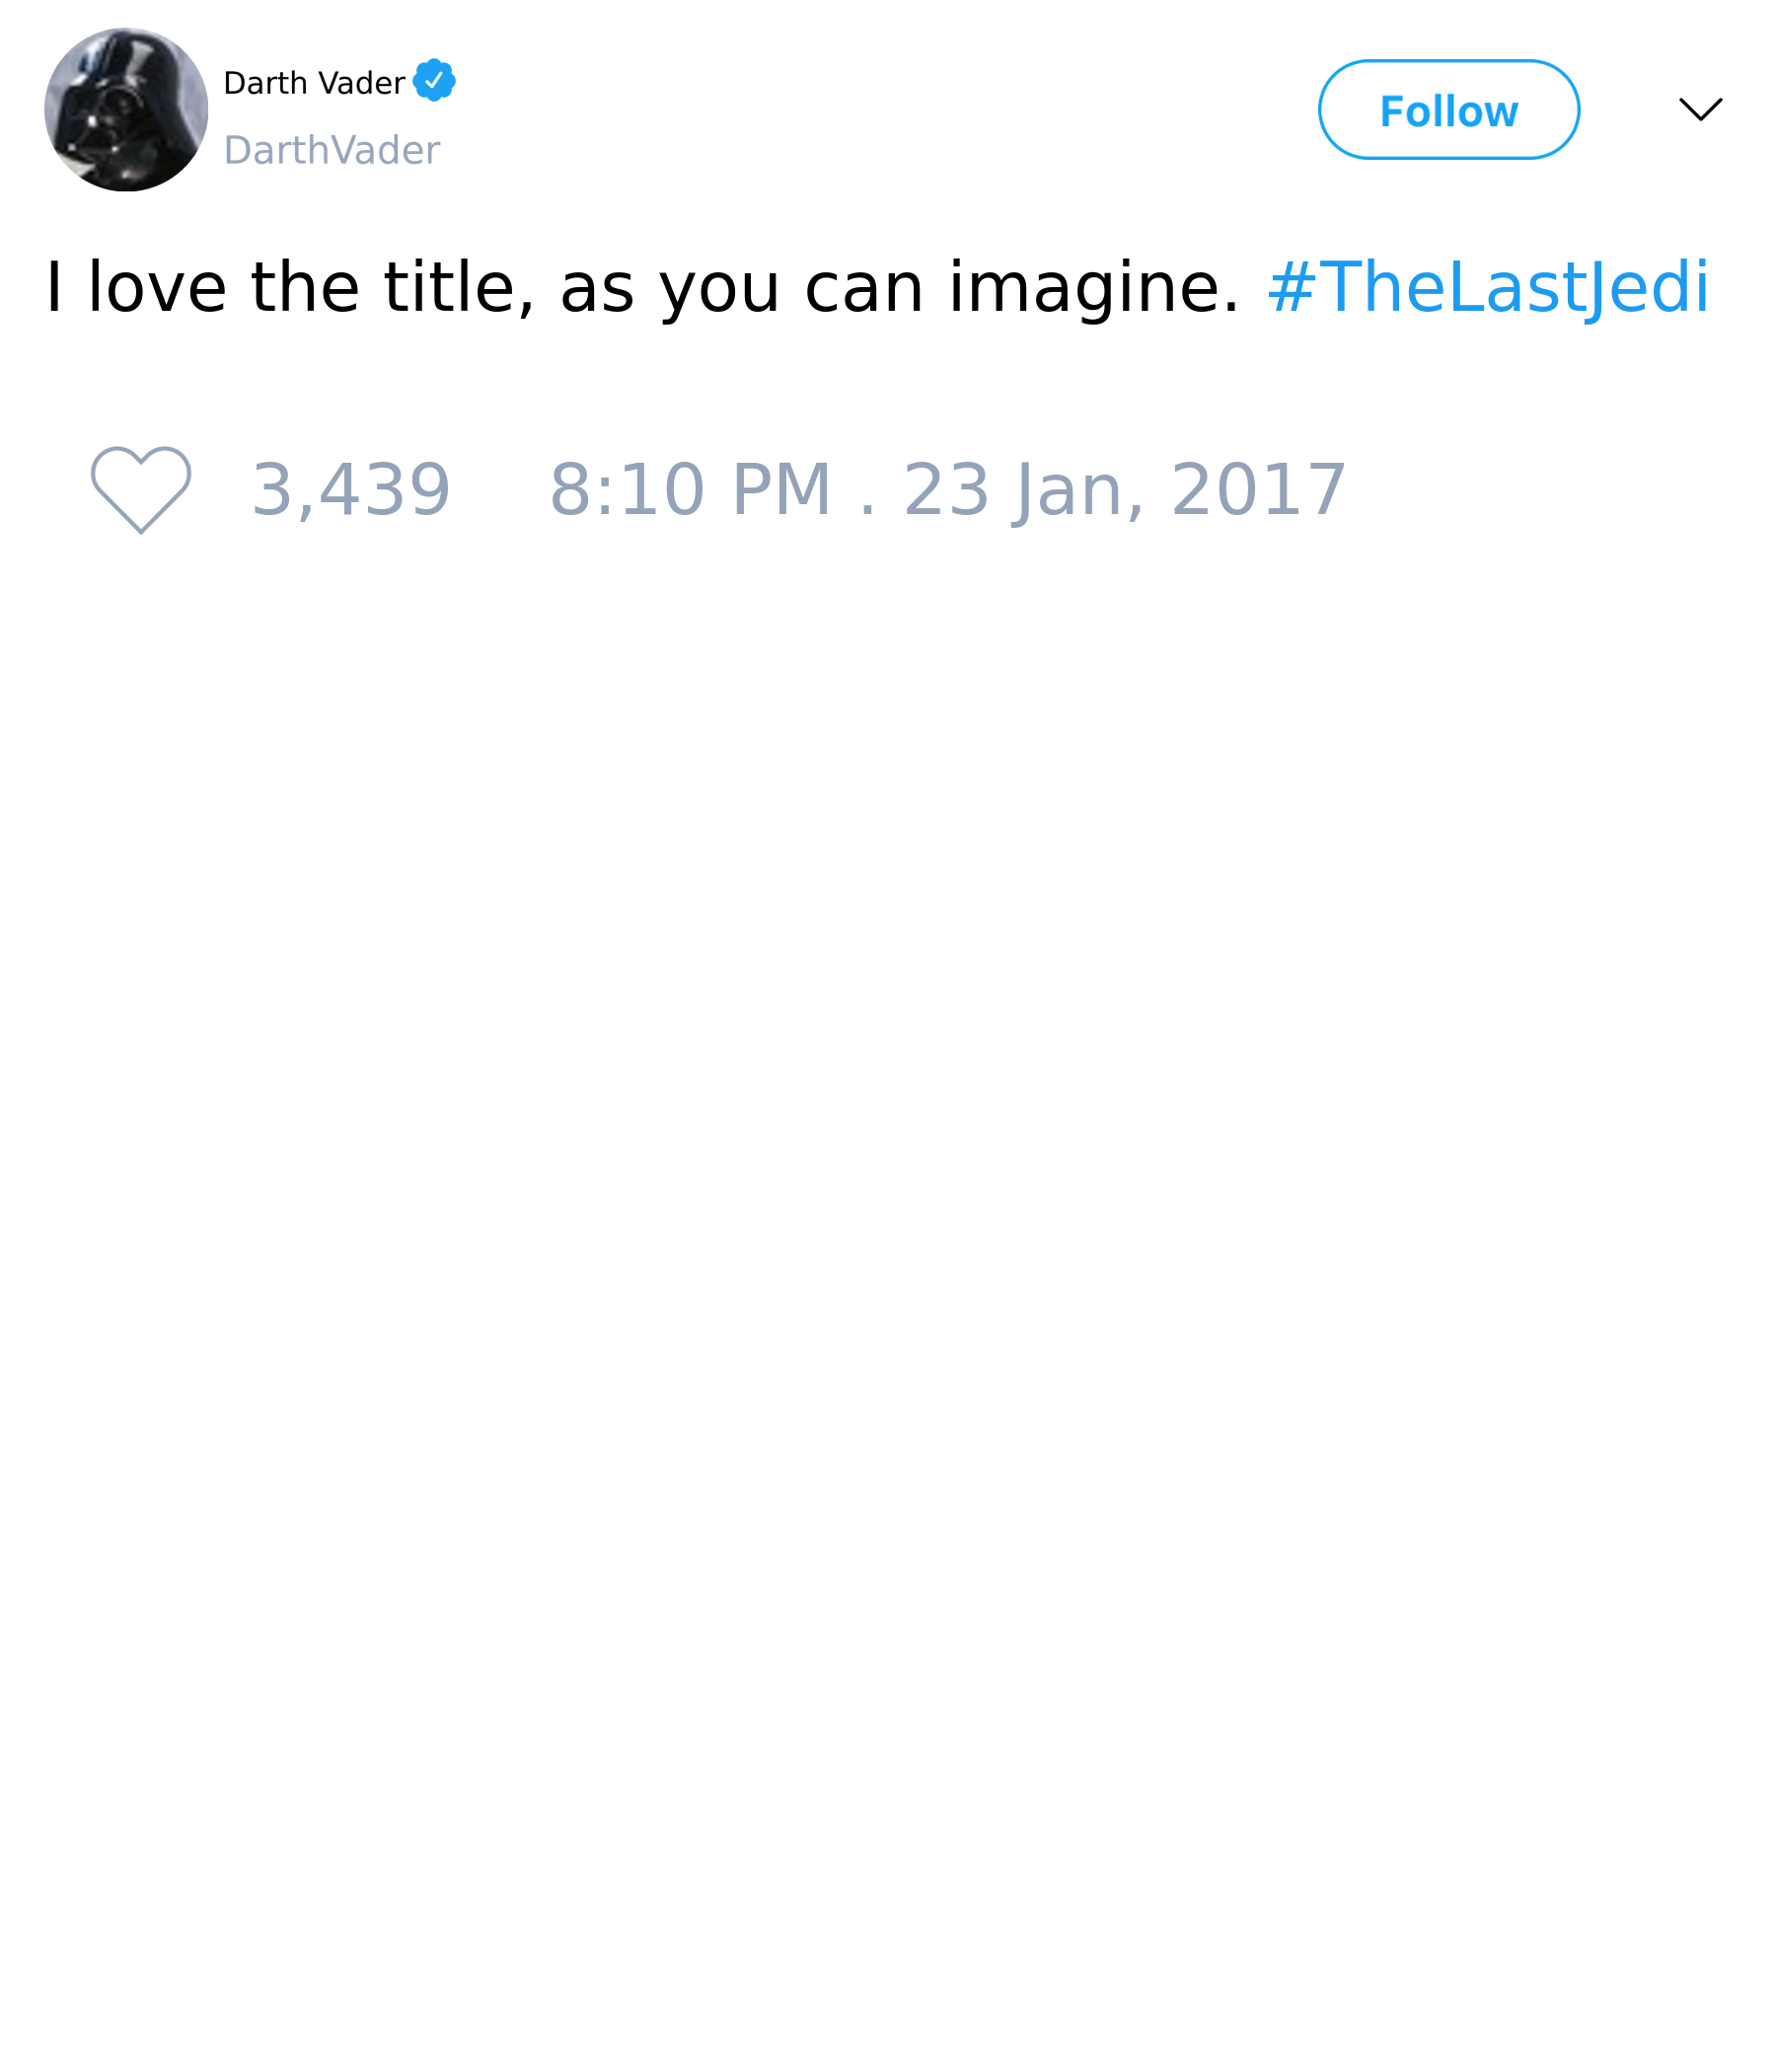 Darth Vader
DarthVader
Follow
I love the title, as you can imagine. #TheLastJedi
3,439 8:10 PM . 23 Jan, 2017